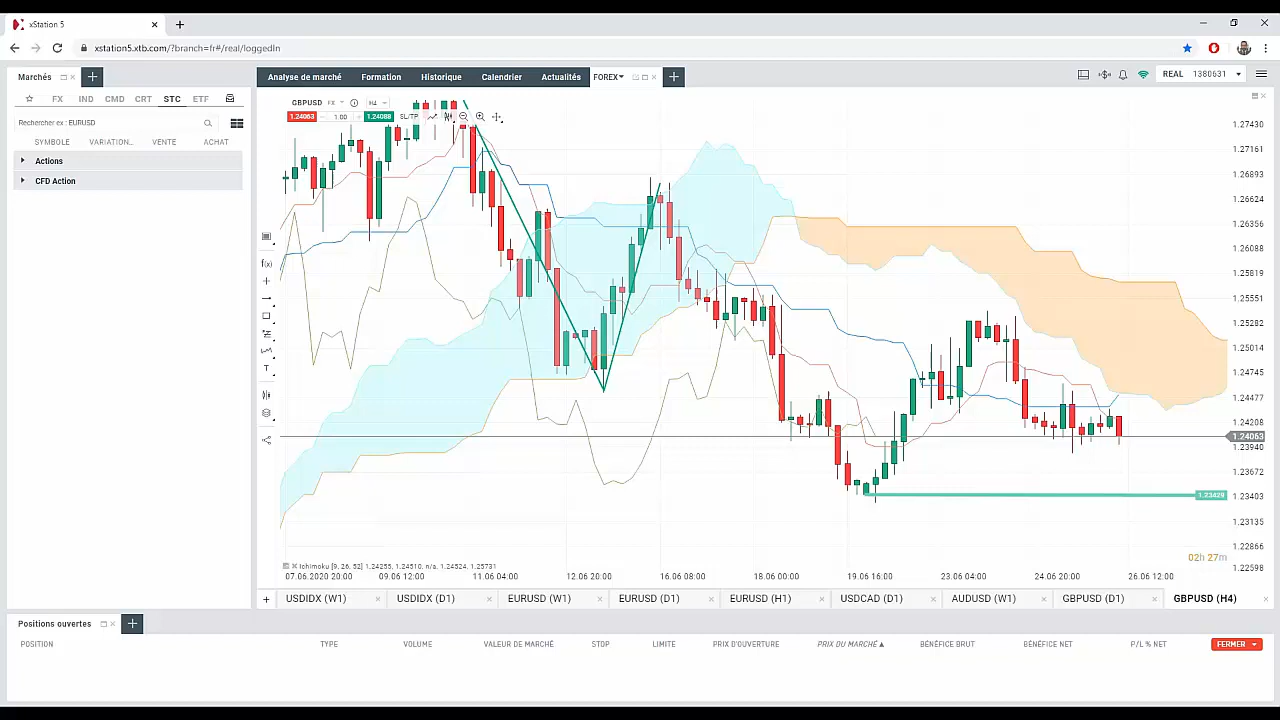 xStation 5
xstation5.xtb.com/?branch=fr#/real/loggedIn
Marchés
Analyse de marché
Formation
Historique
Calendrier
Actualités
FOREX
REAL 1380631
FX IND CMD CRT STC ETF
Rechercher ex : EURUSD
SYMBOLE VARIATION... VENTE ACHAT
Actions
CFD Action
GBPUSD FX H4
1.24063 1.00 1.24088 SL/TP
1.27430
1.27161
1.26893
1.26624
1.26356
1.26088
1.25819
1.25551
1.25282
1.25014
1.24745
1.24477
1.24208
1.24063
1.23940
1.23672
1.23429
1.23403
1.23135
1.22866
1.22598
02h 27m
Ichimoku [9, 26, 52] 1.24255, 1.24510, n/a, 1.24524, 1.25731
07.06.2020 20:00 09.06 12:00 11.06 04:00 12.06 20:00 16.06 08:00 18.06 00:00 19.06 16:00 23.06 04:00 24.06 20:00 26.06 12:00
USDIDX (W1) USDIDX (D1) EURUSD (W1) EURUSD (D1) EURUSD (H1) USDCAD (D1) AUDUSD (W1) GBPUSD (D1) GBPUSD (H4)
Positions ouvertes
POSITION TYPE VOLUME VALEUR DE MARCHÉ STOP LIMITE PRIX D'OUVERTURE PRIX DU MARCHÉ ▲ BÉNÉFICE BRUT BÉNÉFICE NET P/L % NET FERMER